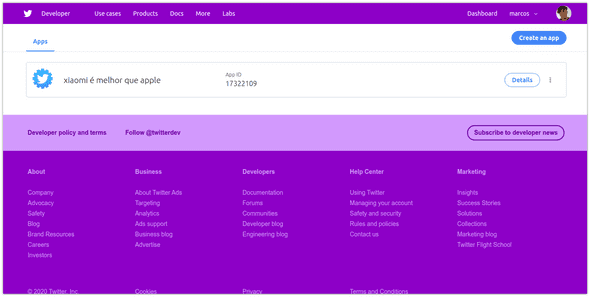 Developer Use cases Products Docs More Labs Dashboard marcos
Apps
Create an app
xiaomi é melhor que apple
App ID
17322109
Details
Developer policy and terms Follow @twitterdev Subscribe to developer news
About Business Developers Help Center Marketing
Company About Twitter Ads Documentation Using Twitter Insights
Advocacy Targeting Forums Managing your account Success Stories
Safety Analytics Communities Safety and security Solutions
Blog Ads support Developer blog Rules and policies Collections
Brand Resources Business blog Engineering blog Contact us Marketing blog
Careers Advertise Twitter Flight School
Investors
© 2020 Twitter, Inc. Cookies Privacy Terms and Conditions